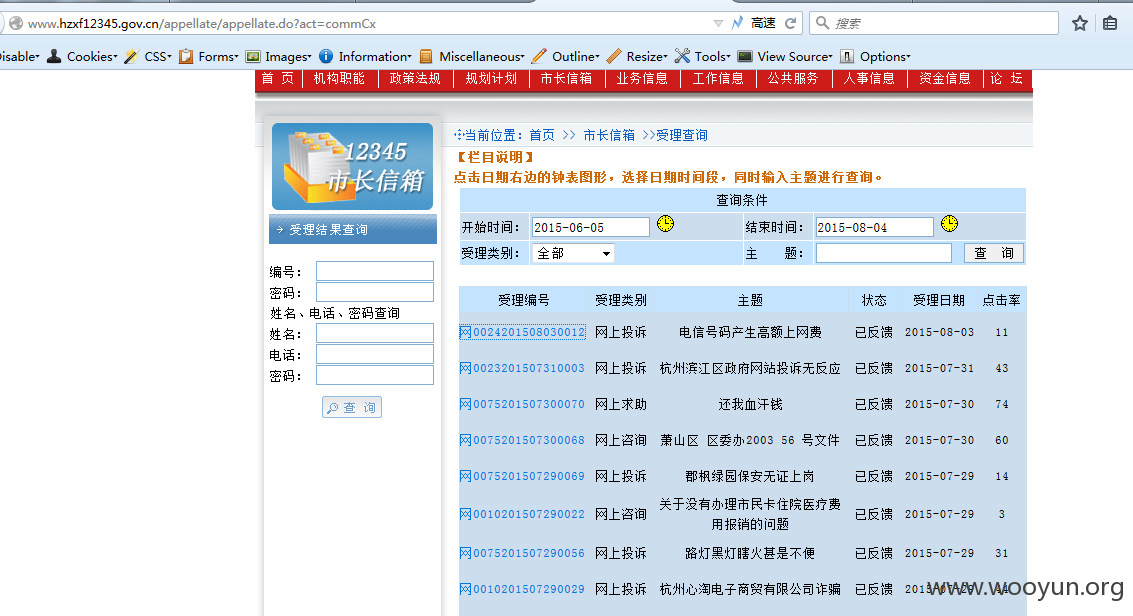 www.hzxf12345.gov.cn/appellate/appellate.do?act=commCx 高速 搜索
isable Cookies CSS Forms Images Information Miscellaneous Outline Resize Tools View Source Options
首 页 机构职能 政策法规 规划计划 市长信箱 业务信息 工作信息 公共服务 人事信息 资金信息 论 坛
当前位置：首页 >> 市长信箱 >>受理查询
【栏目说明】
点击日期右边的钟表图形，选择日期时间段，同时输入主题进行查询。
12345
市长信箱
受理结果查询
编号：
密码：
姓名、电话、密码查询
姓名：
电话：
密码：
查 询
查询条件
开始时间： 2015-06-05 结束时间： 2015-08-04
受理类别： 全部 主 题： 查 询
受理编号 受理类别 主题 状态 受理日期 点击率
网0024201508030012 网上投诉 电信号码产生高额上网费 已反馈 2015-08-03 11
网0023201507310003 网上投诉 杭州滨江区政府网站投诉无反应 已反馈 2015-07-31 43
网0075201507300070 网上求助 还我血汗钱 已反馈 2015-07-30 74
网0075201507300068 网上咨询 萧山区 区委办2003 56 号文件 已反馈 2015-07-30 60
网0075201507290069 网上投诉 郡枫绿园保安无证上岗 已反馈 2015-07-29 14
网0010201507290022 网上咨询 关于没有办理市民卡住院医疗费用报销的问题 已反馈 2015-07-29 3
网0075201507290056 网上投诉 路灯黑灯瞎火甚是不便 已反馈 2015-07-29 31
网0010201507290029 网上投诉 杭州心淘电子商贸有限公司诈骗 已反馈
www.wooyun.org